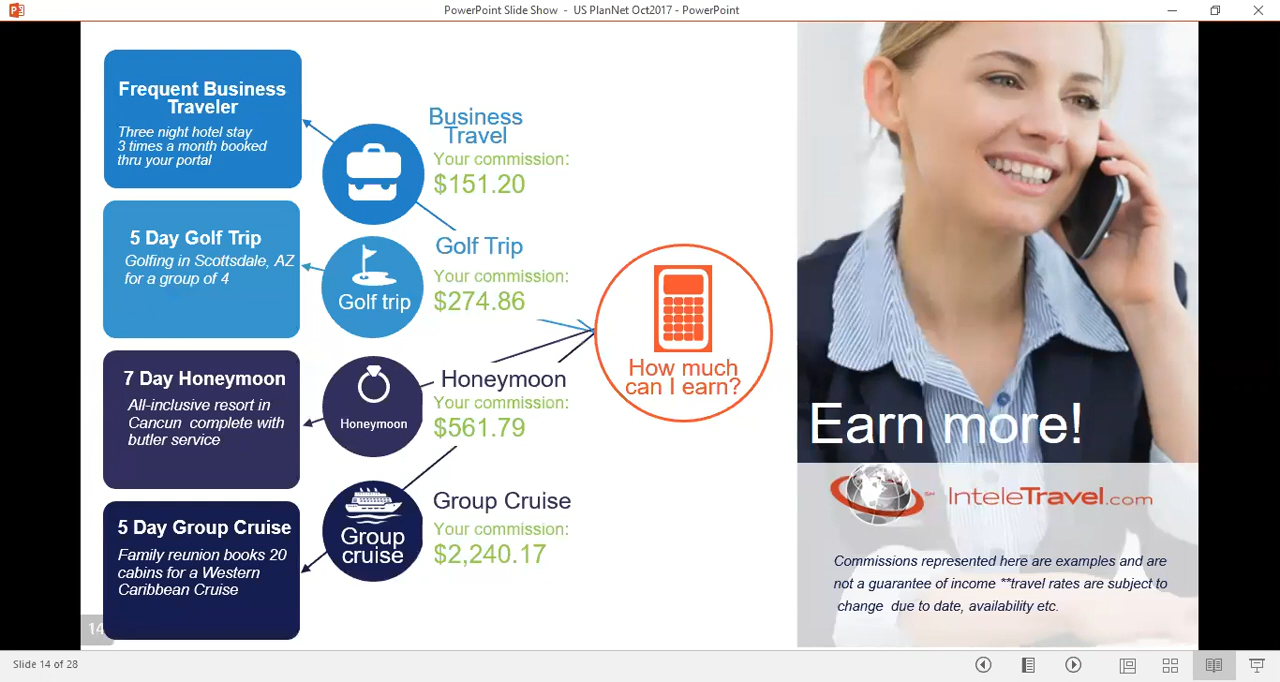 PowerPoint Slide Show - US PlanNet Oct2017 - PowerPoint
Frequent Business
Traveler
Three night hotel stay
3 times a month booked
thru your portal
Business
Travel
Your commission:
$151.20
5 Day Golf Trip
Golfing in Scottsdale, AZ
for a group of 4
Golf trip
Golf Trip
Your commission:
$274.86
7 Day Honeymoon
All-inclusive resort in
Cancun complete with
butler service
Honeymoon
Honeymoon
Your commission:
$561.79
5 Day Group Cruise
Family reunion books 20
cabins for a Western
Caribbean Cruise
Group
cruise
Group Cruise
Your commission:
$2,240.17
How much
can I earn?
Earn more!
InteleTravel.com
Commissions represented here are examples and are
not a guarantee of income **travel rates are subject to
change due to date, availability etc.
14
Slide 14 of 28